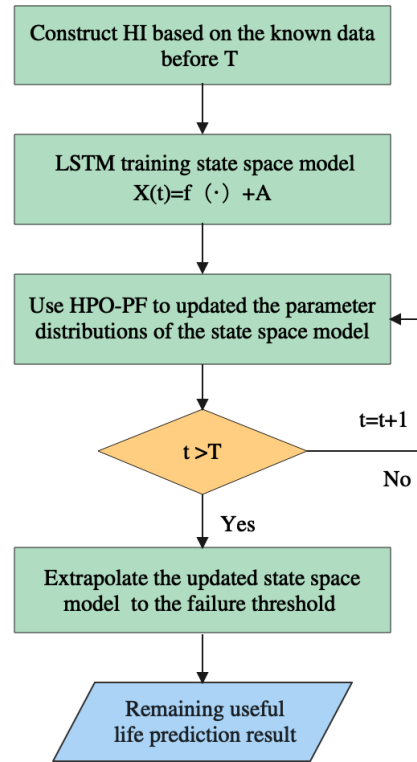 Construct HI based on the known data
before T
LSTM training state space model
X(t)=f（·）+A
Use HPO-PF to updated the parameter
distributions of the state space model
t >T
t=t+1
No
Yes
Extrapolate the updated state space
model to the failure threshold
Remaining useful
life prediction result